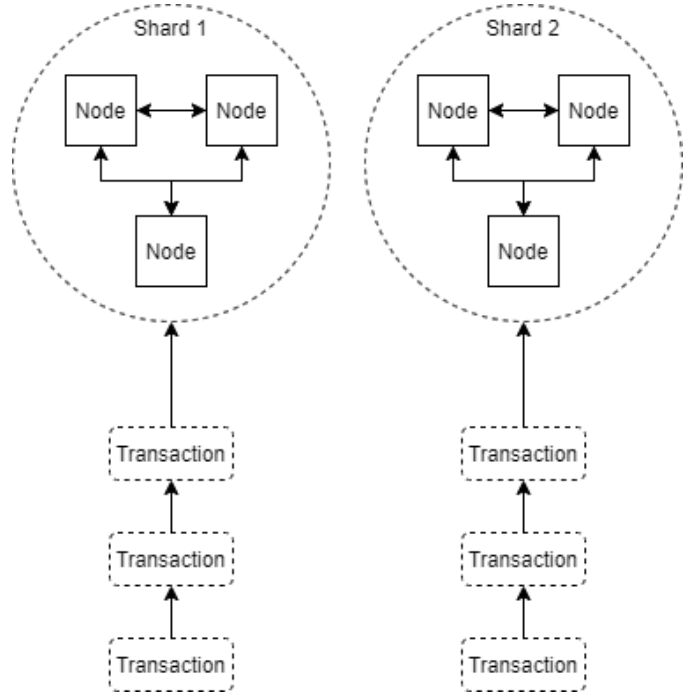 Shard 1
Shard 2
Node
Node
Node
Node
Node
Node
Transaction
Transaction
Transaction
Transaction
Transaction
Transaction